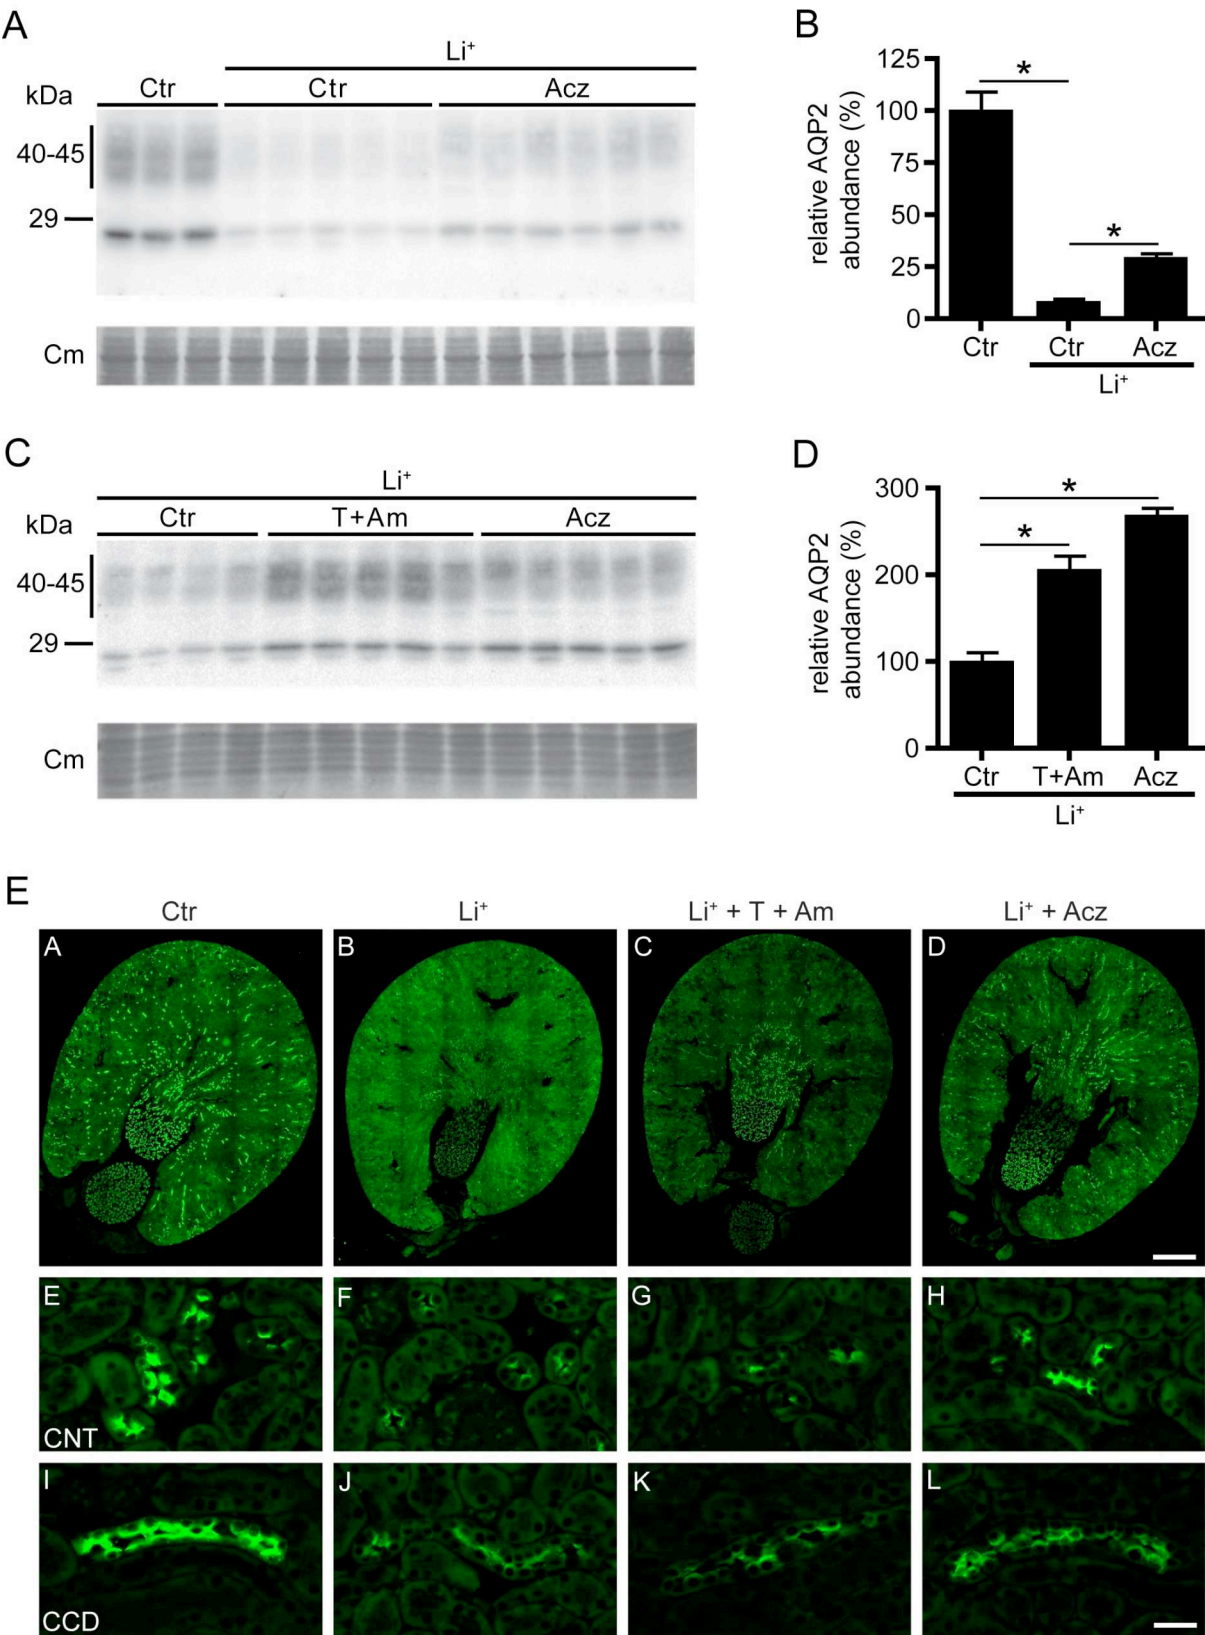 A
Li⁺
kDa
Ctr
Ctr
Acz
40-45
29
Cm
B
relative AQP2
abundance (%)
125
100
75
50
25
0
*
*
Ctr
Ctr
Acz
Li⁺
C
Li⁺
kDa
Ctr
T+Am
Acz
40-45
29
Cm
D
relative AQP2
abundance (%)
300
200
100
0
*
*
Ctr
T+Am
Acz
Li⁺
E
Ctr
Li⁺
Li⁺ + T + Am
Li⁺ + Acz
A
B
C
D
E
F
G
H
CNT
I
J
K
L
CCD